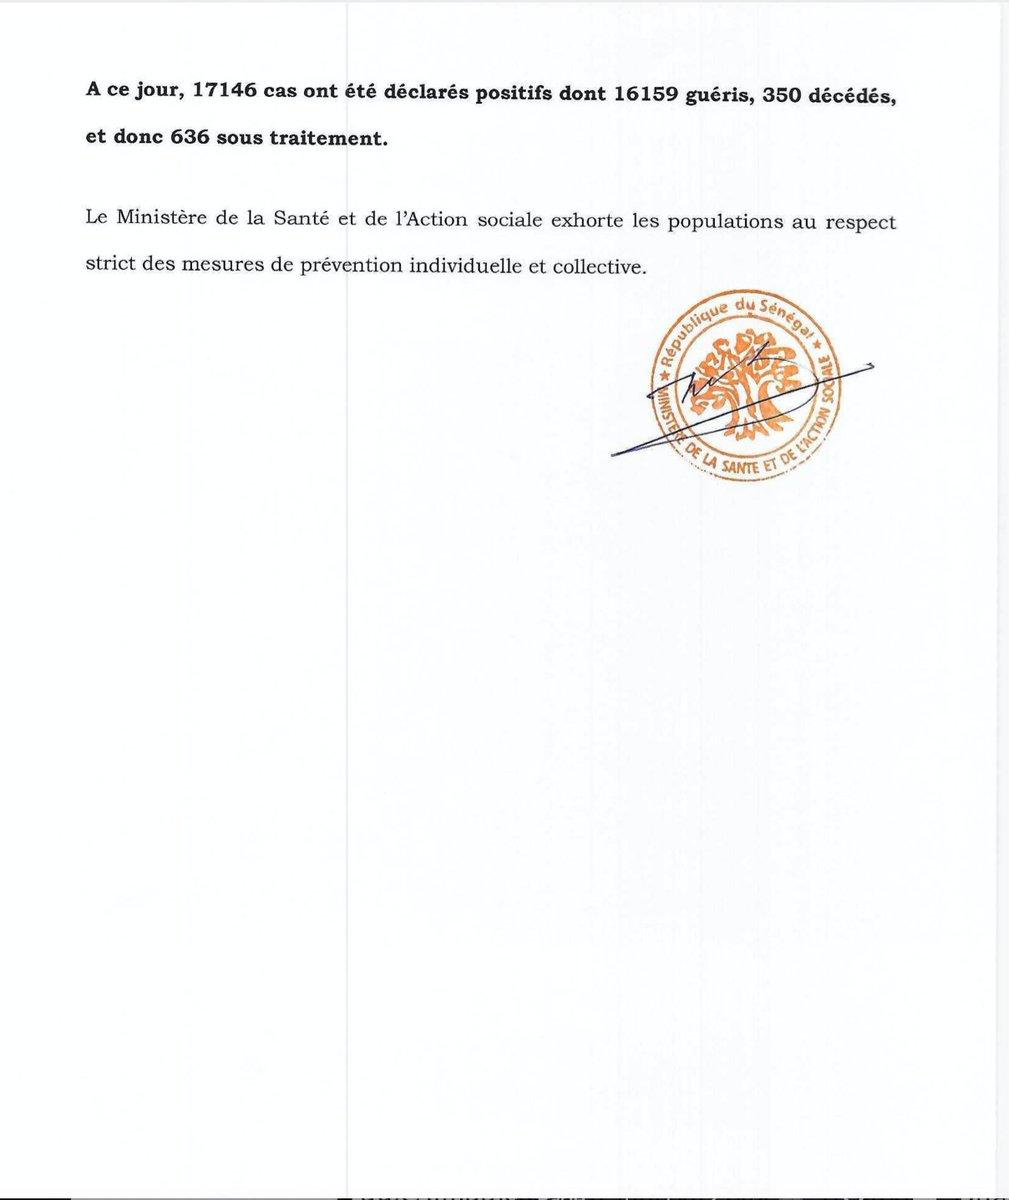 A ce jour, 17146 cas ont été déclarés positifs dont 16159 guéris, 350 décédés,
et donc 636 sous traitement.
Le Ministère de la Santé et de l'Action sociale exhorte les populations au respect
strict des mesures de prévention individuelle et collective.
★ République du Sénégal ★
MINISTÈRE DE LA SANTE ET DE L'ACTION SOCIALE